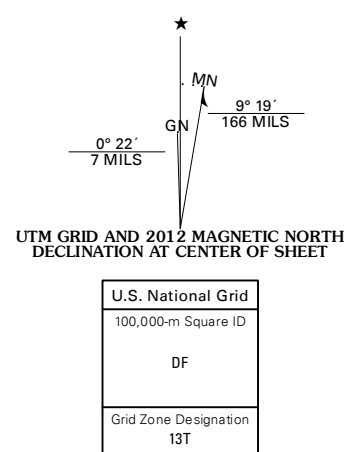 ★
MN
GN
9° 19´
166 MILS
0° 22´
7 MILS
UTM GRID AND 2012 MAGNETIC NORTH
DECLINATION AT CENTER OF SHEET
U.S. National Grid
100,000-m Square ID
DF
Grid Zone Designation
13T